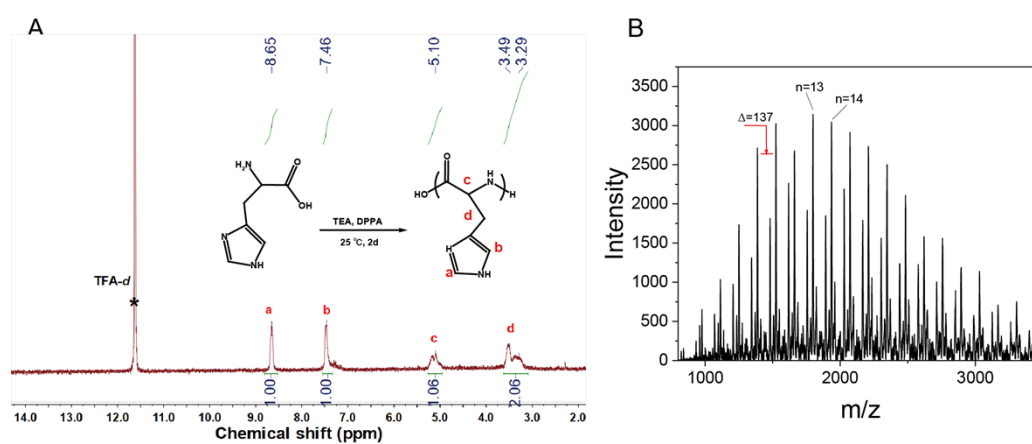 A
-8.65
-7.46
-5.10
3.49
3.29
H₂N
O
OH
N
NH
TEA, DPPA
25 °C, 2d
O
HO
c
N
H
H
d
H
b
a
NH
TFA-d
*
a
b
c
d
1.00
1.00
1.06
2.06
14.0 13.0 12.0 11.0 10.0 9.0 8.0 7.0 6.0 5.0 4.0 3.0 2.0
Chemical shift (ppm)
B
3500
3000
2500
2000
1500
1000
500
0
n=13
n=14
Δ=137
Intensity
1000 2000 3000
m/z